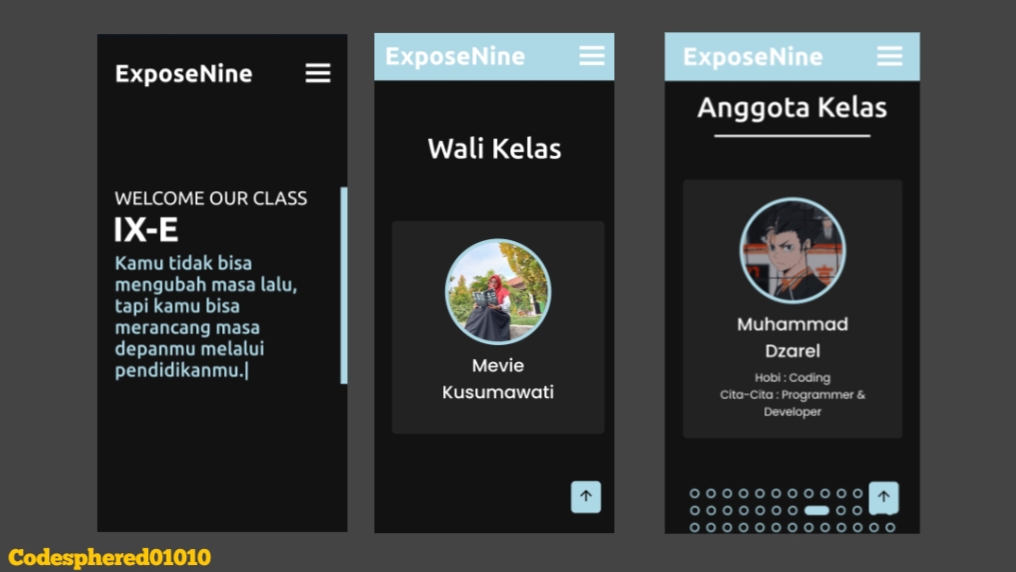 ExposeNine
WELCOME OUR CLASS
IX-E
Kamu tidak bisa
mengubah masa lalu,
tapi kamu bisa
merancang masa
depanmu melalui
pendidikanmu.|
ExposeNine
Wali Kelas
Mevie
Kusumawati
ExposeNine
Anggota Kelas
Muhammad
Dzarel
Hobi : Coding
Cita-Cita : Programmer &
Developer
Codesphered01010